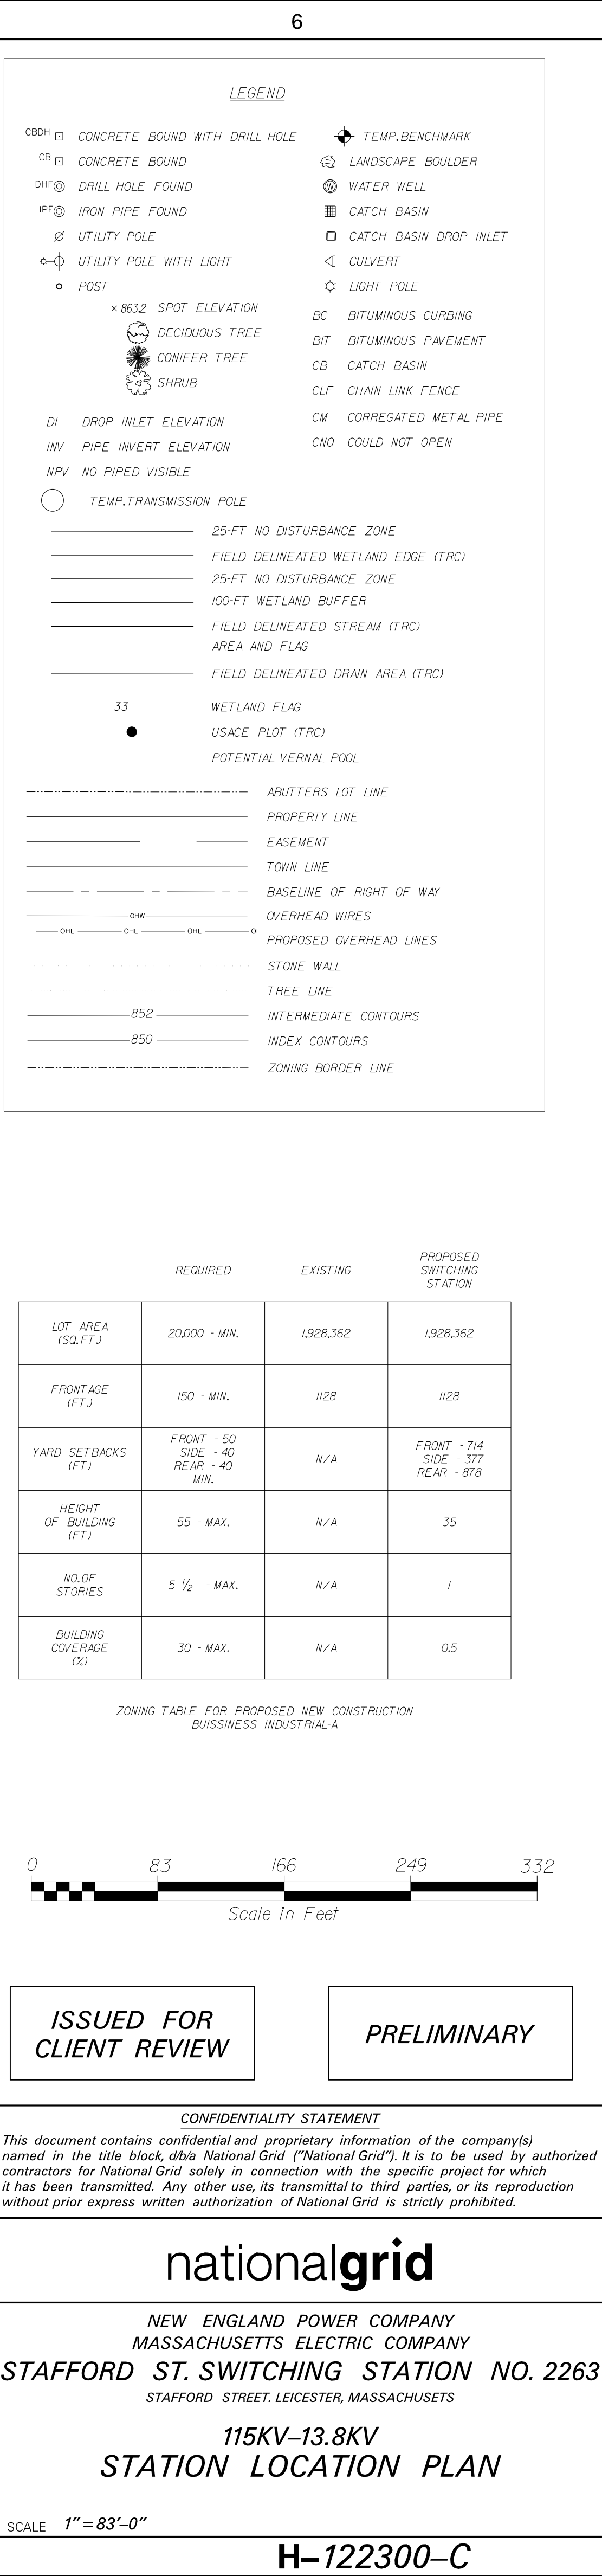 6
LEGEND
CBDH CONCRETE BOUND WITH DRILL HOLE
CB CONCRETE BOUND
DHF DRILL HOLE FOUND
IPF IRON PIPE FOUND
UTILITY POLE
UTILITY POLE WITH LIGHT
POST
× 863.2 SPOT ELEVATION
DECIDUOUS TREE
CONIFER TREE
SHRUB
DI DROP INLET ELEVATION
INV PIPE INVERT ELEVATION
NPV NO PIPED VISIBLE
TEMP. BENCHMARK
LANDSCAPE BOULDER
W WATER WELL
CATCH BASIN
CATCH BASIN DROP INLET
CULVERT
LIGHT POLE
BC BITUMINOUS CURBING
BIT BITUMINOUS PAVEMENT
CB CATCH BASIN
CLF CHAIN LINK FENCE
CM CORREGATED METAL PIPE
CNO COULD NOT OPEN
TEMP. TRANSMISSION POLE
25-FT NO DISTURBANCE ZONE
FIELD DELINEATED WETLAND EDGE (TRC)
25-FT NO DISTURBANCE ZONE
100-FT WETLAND BUFFER
FIELD DELINEATED STREAM (TRC)
AREA AND FLAG
FIELD DELINEATED DRAIN AREA (TRC)
33 WETLAND FLAG
USACE PLOT (TRC)
POTENTIAL VERNAL POOL
ABUTTERS LOT LINE
PROPERTY LINE
EASEMENT
TOWN LINE
BASELINE OF RIGHT OF WAY
OHW OVERHEAD WIRES
OHL OHL OHL OI PROPOSED OVERHEAD LINES
STONE WALL
TREE LINE
852 INTERMEDIATE CONTOURS
850 INDEX CONTOURS
ZONING BORDER LINE
REQUIRED EXISTING PROPOSED
SWITCHING
STATION
LOT AREA
(SQ.FT.) 20,000 - MIN. 1,928,362 1,928,362
FRONTAGE
(FT.) 150 - MIN. 1128 1128
YARD SETBACKS
(FT)
FRONT - 50
SIDE - 40
REAR - 40
MIN.
N/A
FRONT - 714
SIDE - 377
REAR - 878
HEIGHT
OF BUILDING
(FT) 55 - MAX. N/A 35
NO. OF
STORIES 5 1/2 - MAX. N/A 1
BUILDING
COVERAGE
(%) 30 - MAX. N/A 0.5
ZONING TABLE FOR PROPOSED NEW CONSTRUCTION
BUISSINESS INDUSTRIAL-A
0 83 166 249 332
Scale in Feet
ISSUED FOR
CLIENT REVIEW
PRELIMINARY
CONFIDENTIALITY STATEMENT
This document contains confidential and proprietary information of the company(s)
named in the title block, d/b/a National Grid ("National Grid"). It is to be used by authorized
contractors for National Grid solely in connection with the specific project for which
it has been transmitted. Any other use, its transmittal to third parties, or its reproduction
without prior express written authorization of National Grid is strictly prohibited.
nationalgrid
NEW ENGLAND POWER COMPANY
MASSACHUSETTS ELECTRIC COMPANY
STAFFORD ST. SWITCHING STATION NO. 2263
STAFFORD STREET. LEICESTER, MASSACHUSETS
115KV–13.8KV
STATION LOCATION PLAN
SCALE 1"=83'–0"
H–122300–C